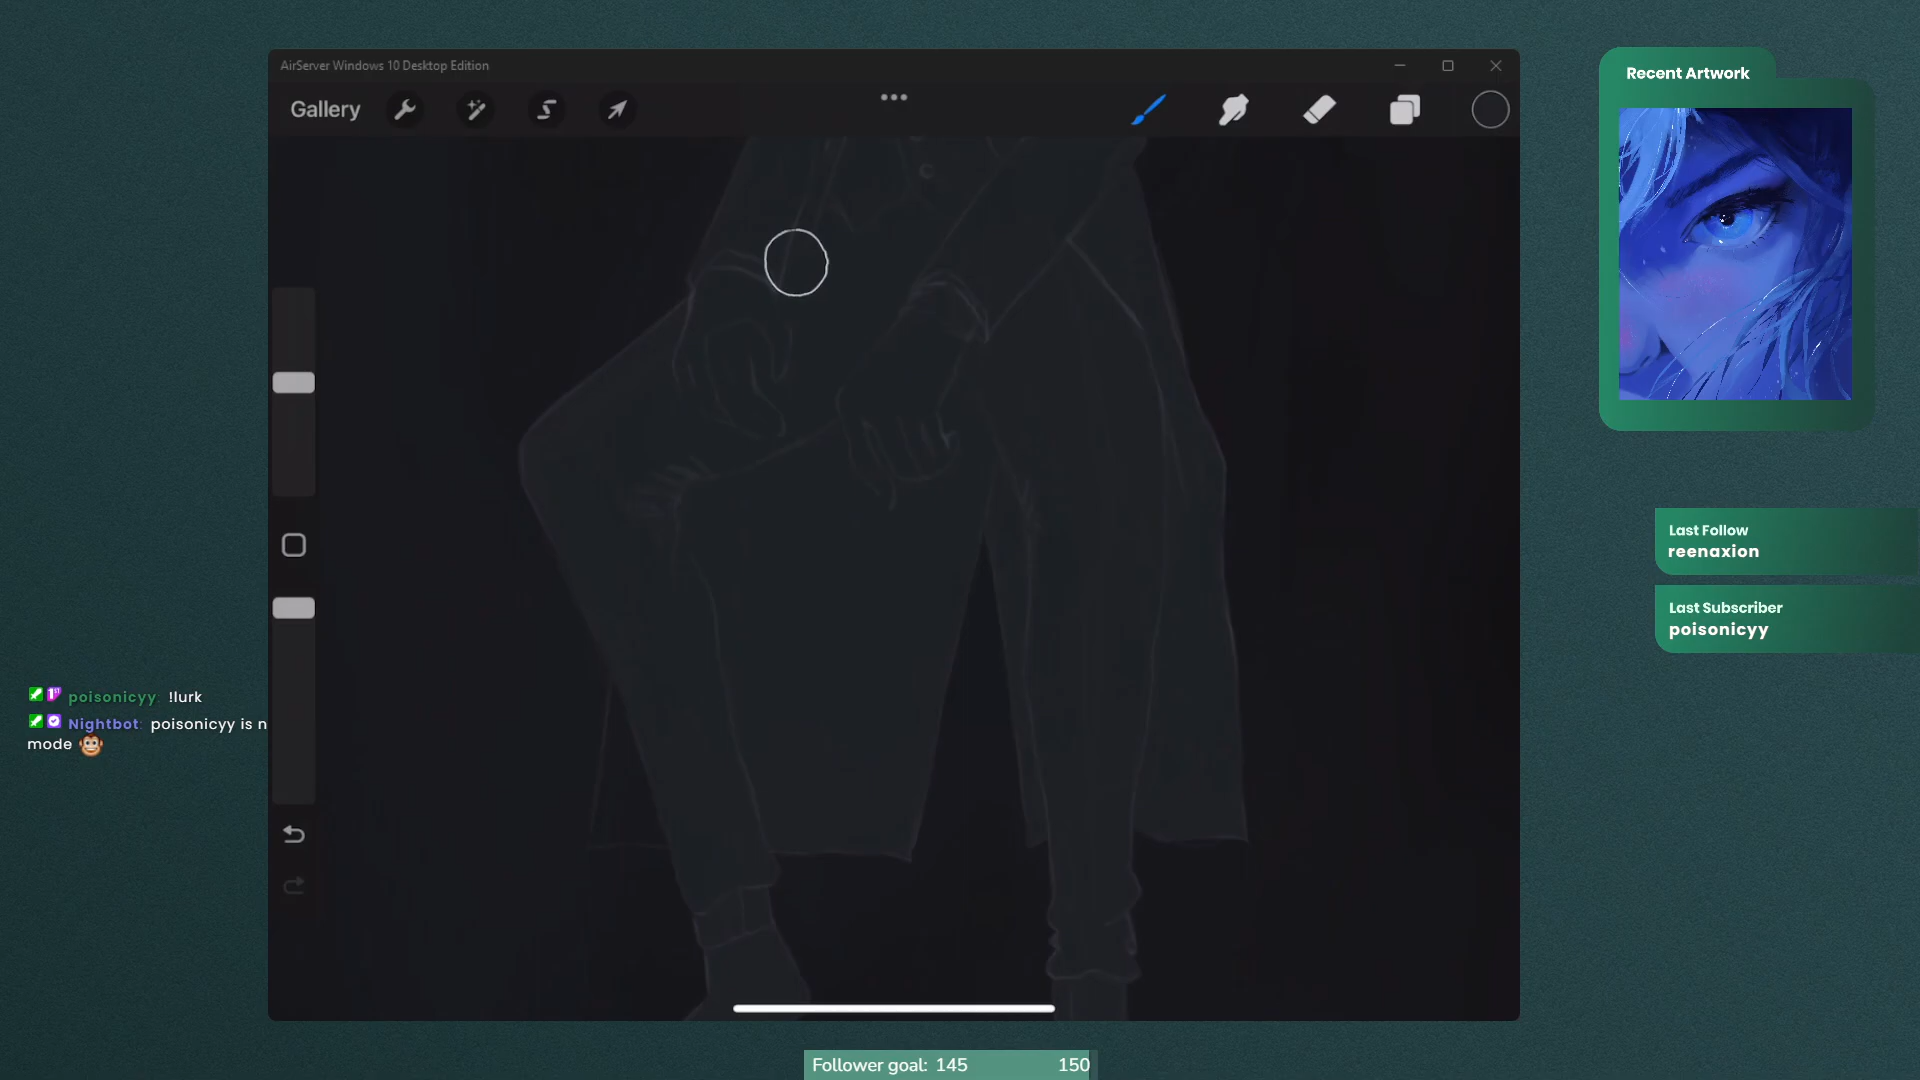 AirServer Windows 10 Desktop Edition
Gallery
Recent Artwork
Last Follow
reenaxion
Last Subscriber
poisonicyy
poisonicyy: !lurk
Nightbot: poisonicyy is n
mode
Follower goal: 145 150